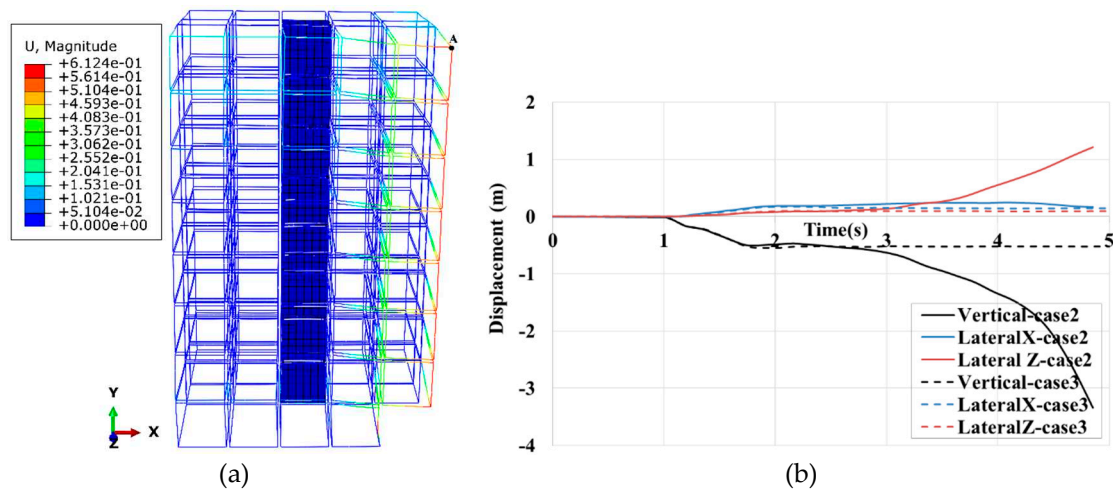 U, Magnitude
+6.124e-01
+5.614e-01
+5.104e-01
+4.593e-01
+4.083e-01
+3.573e-01
+3.062e-01
+2.552e-01
+2.041e-01
+1.531e-01
+1.021e-01
+5.104e-02
+0.000e+00
A
Y
Z
X
(a)
Displacement (m)
2
1
0
-1
-2
-3
-4
0
1
2
3
4
5
Time(s)
Vertical-case2
LateralX-case2
Lateral Z-case2
Vertical-case3
LateralX-case3
LateralZ-case3
(b)